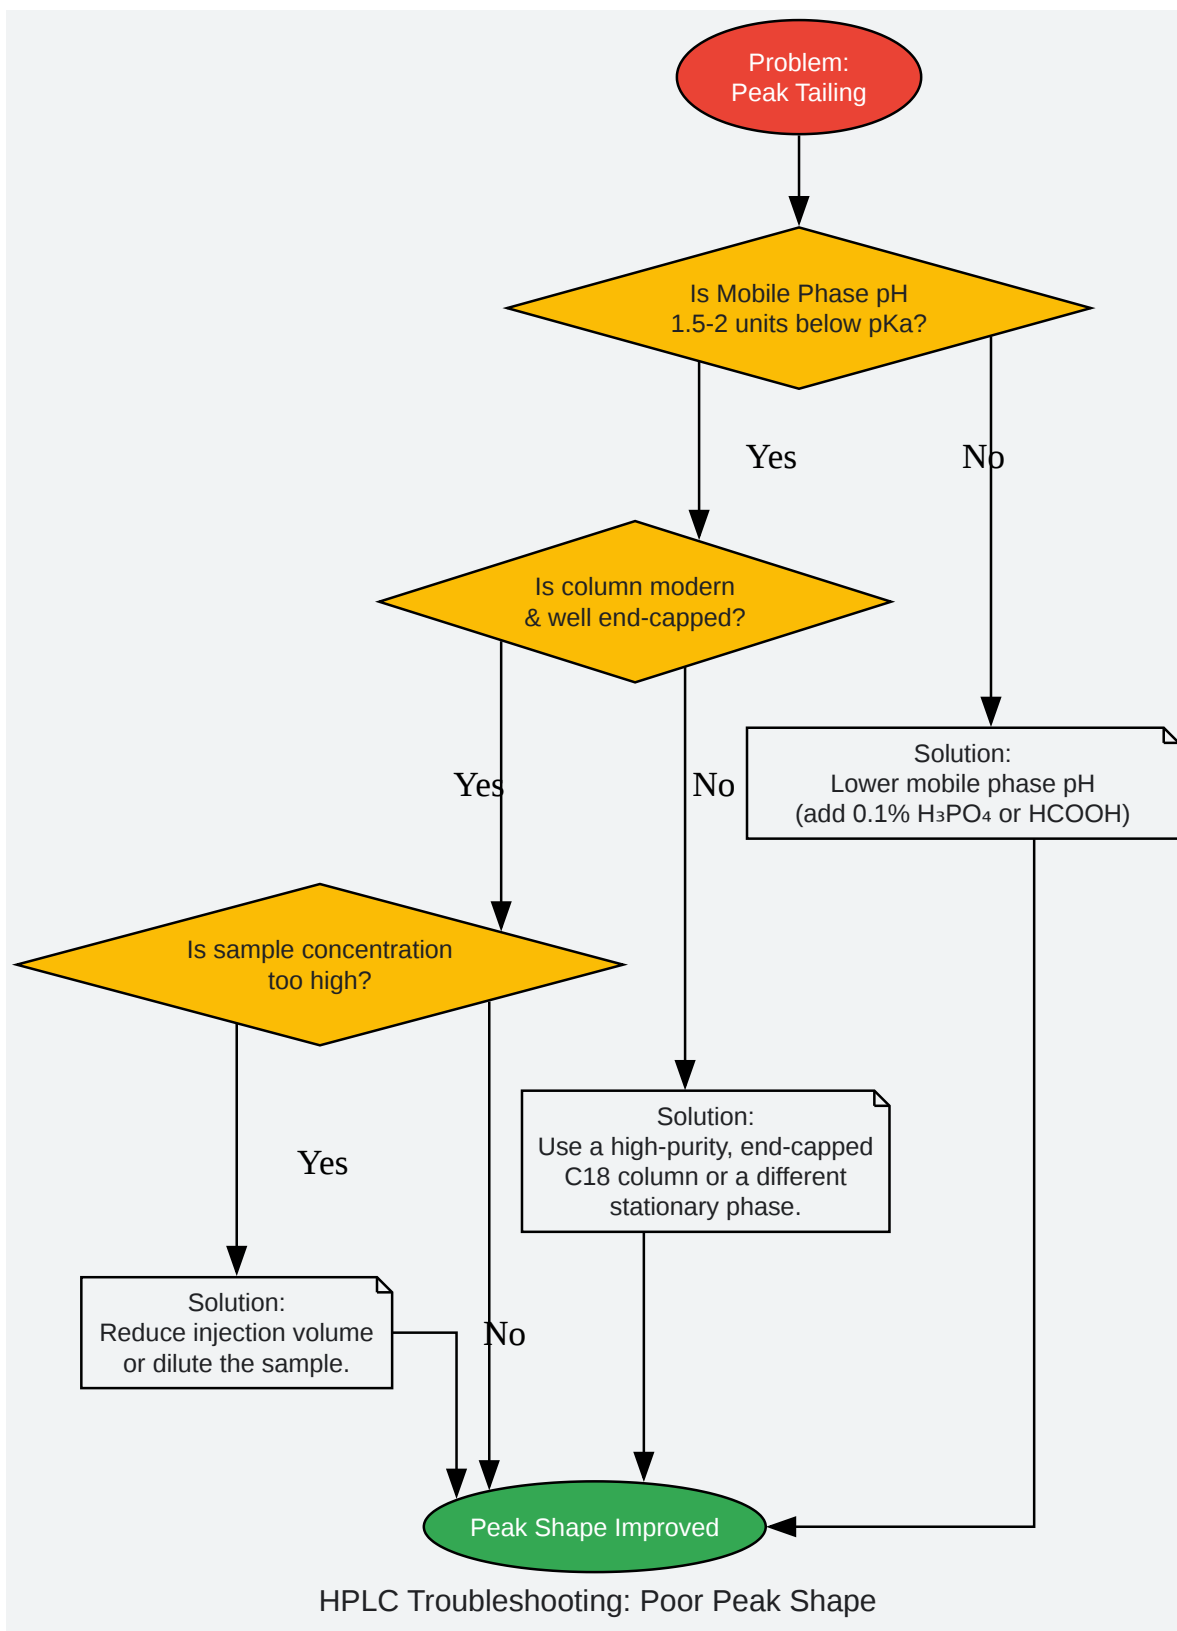 Problem:
Peak Tailing
Is Mobile Phase pH
1.5-2 units below pKa?
Yes
No
Is column modern
& well end-capped?
Yes
No
Solution:
Lower mobile phase pH
(add 0.1% H₃PO₄ or HCOOH)
Is sample concentration
too high?
Yes
No
Solution:
Use a high-purity, end-capped
C18 column or a different
stationary phase.
Solution:
Reduce injection volume
or dilute the sample.
Peak Shape Improved
HPLC Troubleshooting: Poor Peak Shape